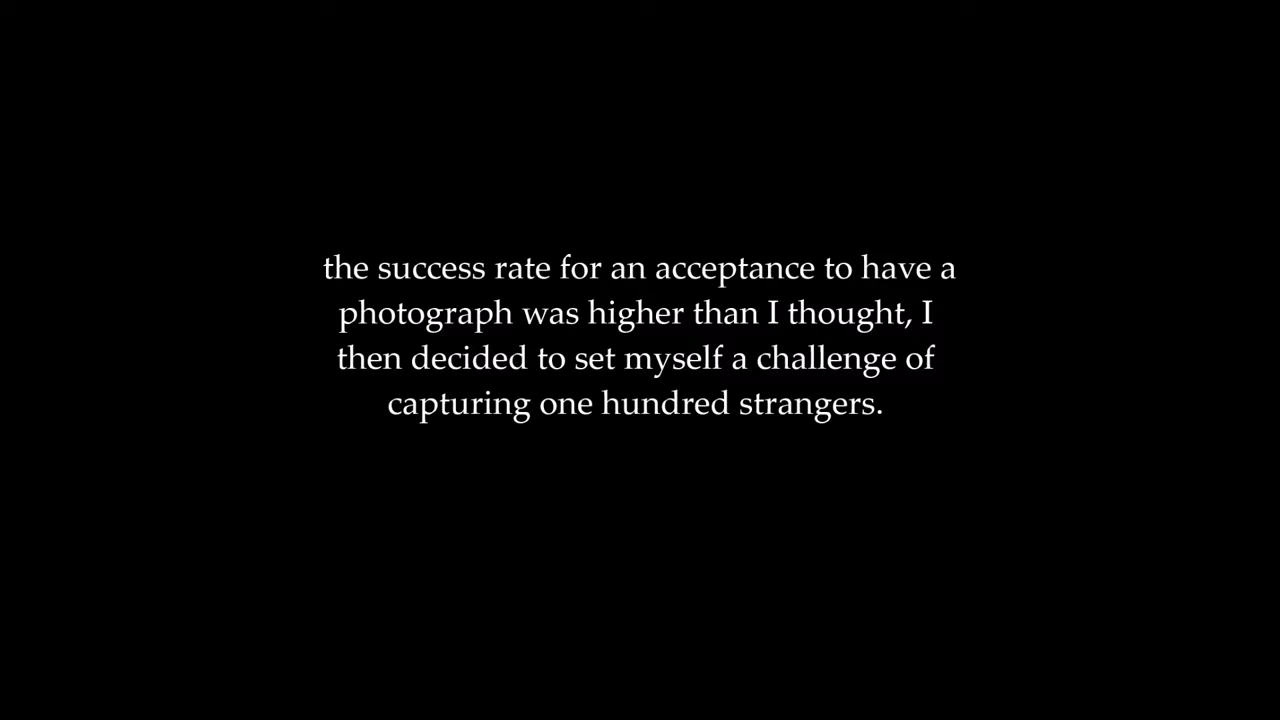 the success rate for an acceptance to have a
photograph was higher than I thought, I
then decided to set myself a challenge of
capturing one hundred strangers.